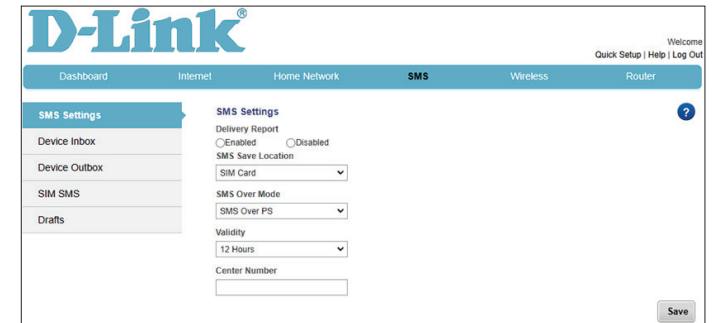 D-Link®
Welcome
Quick Setup | Help | Log Out
Dashboard Internet Home Network SMS Wireless Router
SMS Settings
Device Inbox
Device Outbox
SIM SMS
Drafts
SMS Settings
?
Delivery Report
Enabled Disabled
SMS Save Location
SIM Card
SMS Over Mode
SMS Over PS
Validity
12 Hours
Center Number
Save